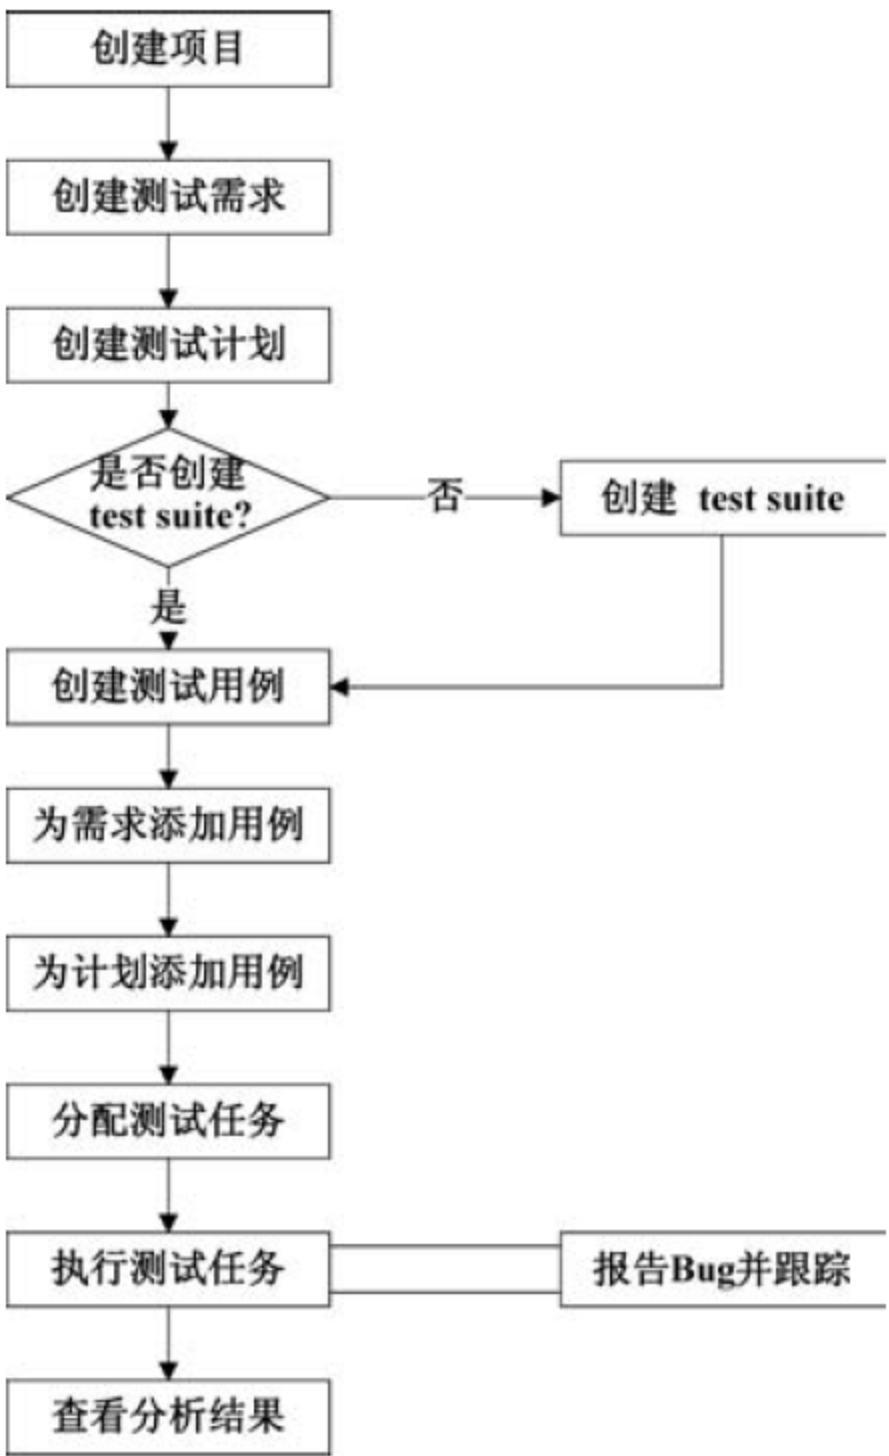 创建项目
创建测试需求
创建测试计划
是否创建
test suite?
否
创建 test suite
是
创建测试用例
为需求添加用例
为计划添加用例
分配测试任务
执行测试任务
报告Bug并跟踪
查看分析结果